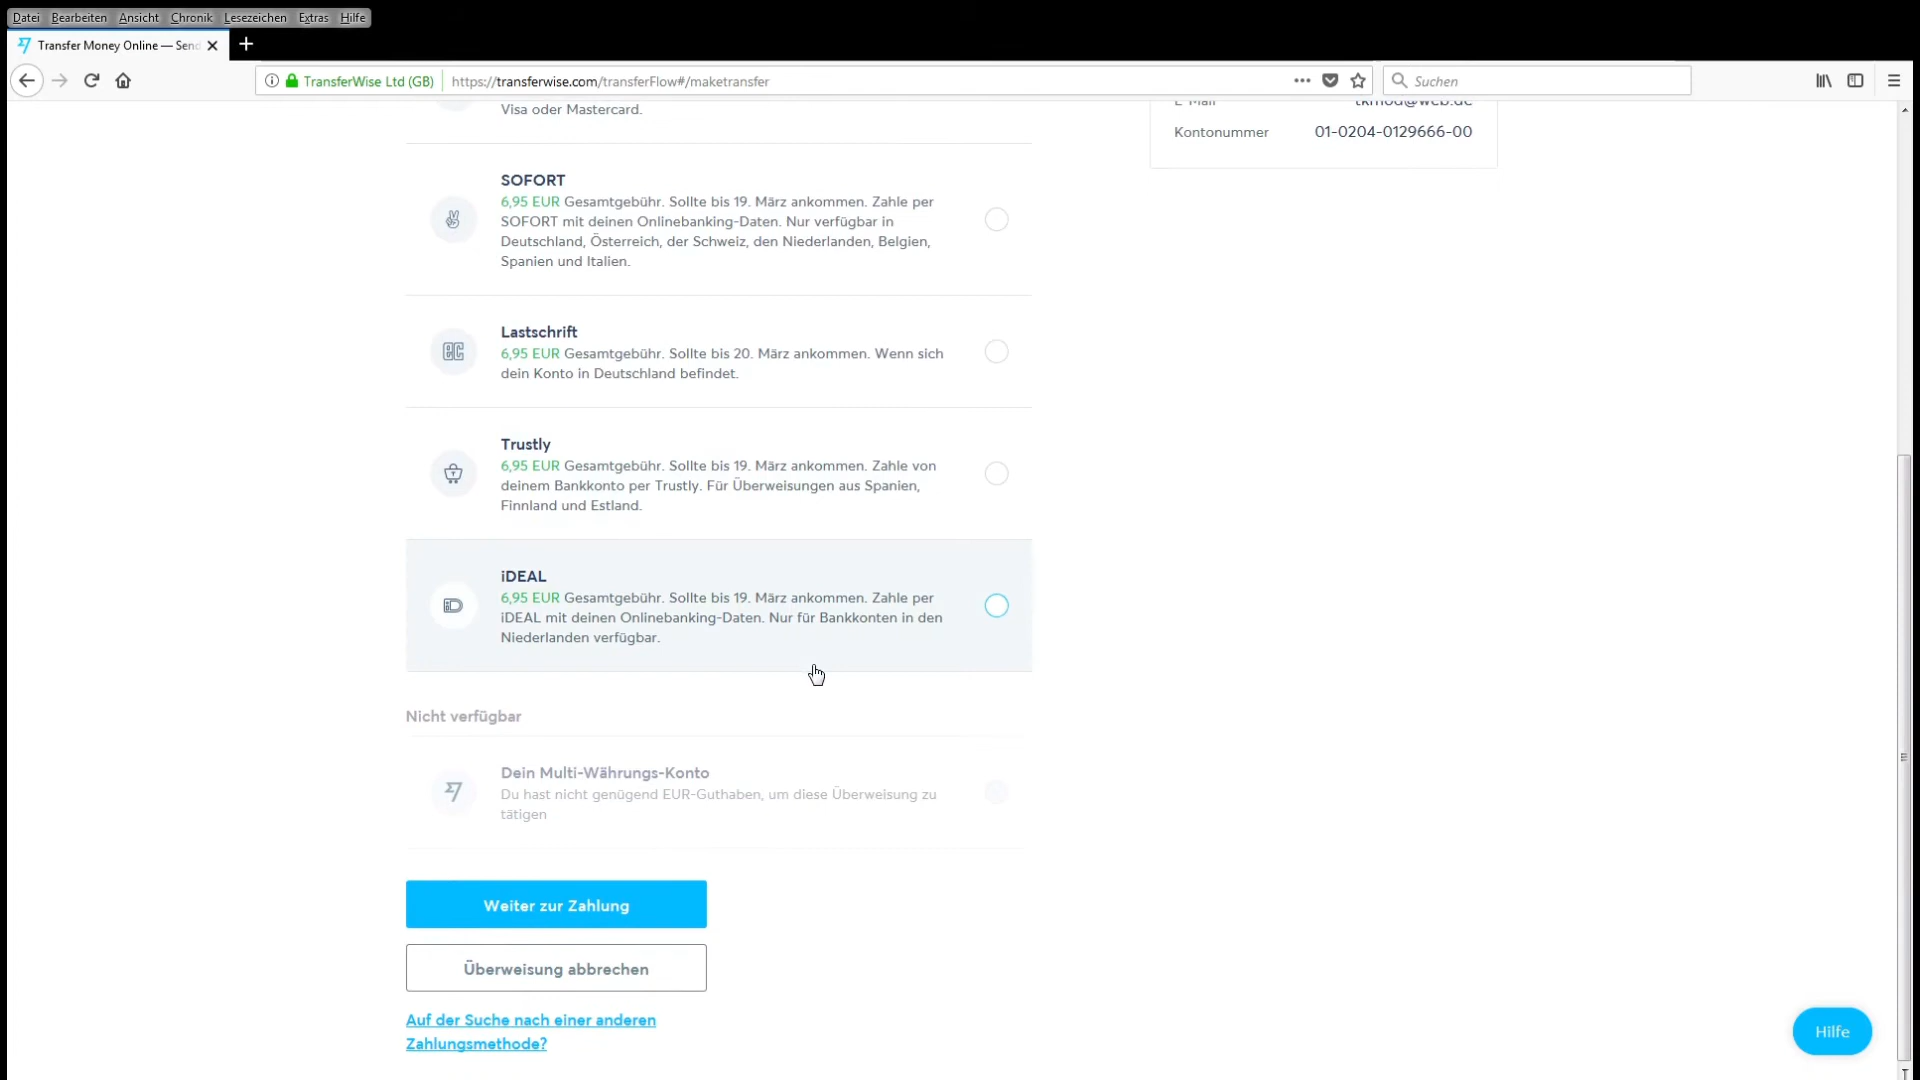 Datei Bearbeiten Ansicht Chronik Lesezeichen Extras Hilfe
Transfer Money Online — Send
TransferWise Ltd (GB) https://transferwise.com/transferFlow#/maketransfer Suchen
Visa oder Mastercard.
E-Mail tkmod@web.de
Kontonummer 01-0204-0129666-00
SOFORT
6,95 EUR Gesamtgebühr. Sollte bis 19. März ankommen. Zahle per
SOFORT mit deinen Onlinebanking-Daten. Nur verfügbar in
Deutschland, Österreich, der Schweiz, den Niederlanden, Belgien,
Spanien und Italien.
Lastschrift
6,95 EUR Gesamtgebühr. Sollte bis 20. März ankommen. Wenn sich
dein Konto in Deutschland befindet.
Trustly
6,95 EUR Gesamtgebühr. Sollte bis 19. März ankommen. Zahle von
deinem Bankkonto per Trustly. Für Überweisungen aus Spanien,
Finnland und Estland.
iDEAL
6,95 EUR Gesamtgebühr. Sollte bis 19. März ankommen. Zahle per
iDEAL mit deinen Onlinebanking-Daten. Nur für Bankkonten in den
Niederlanden verfügbar.
Nicht verfügbar
Dein Multi-Währungs-Konto
Du hast nicht genügend EUR-Guthaben, um diese Überweisung zu
tätigen
Weiter zur Zahlung
Überweisung abbrechen
Auf der Suche nach einer anderen
Zahlungsmethode?
Hilfe